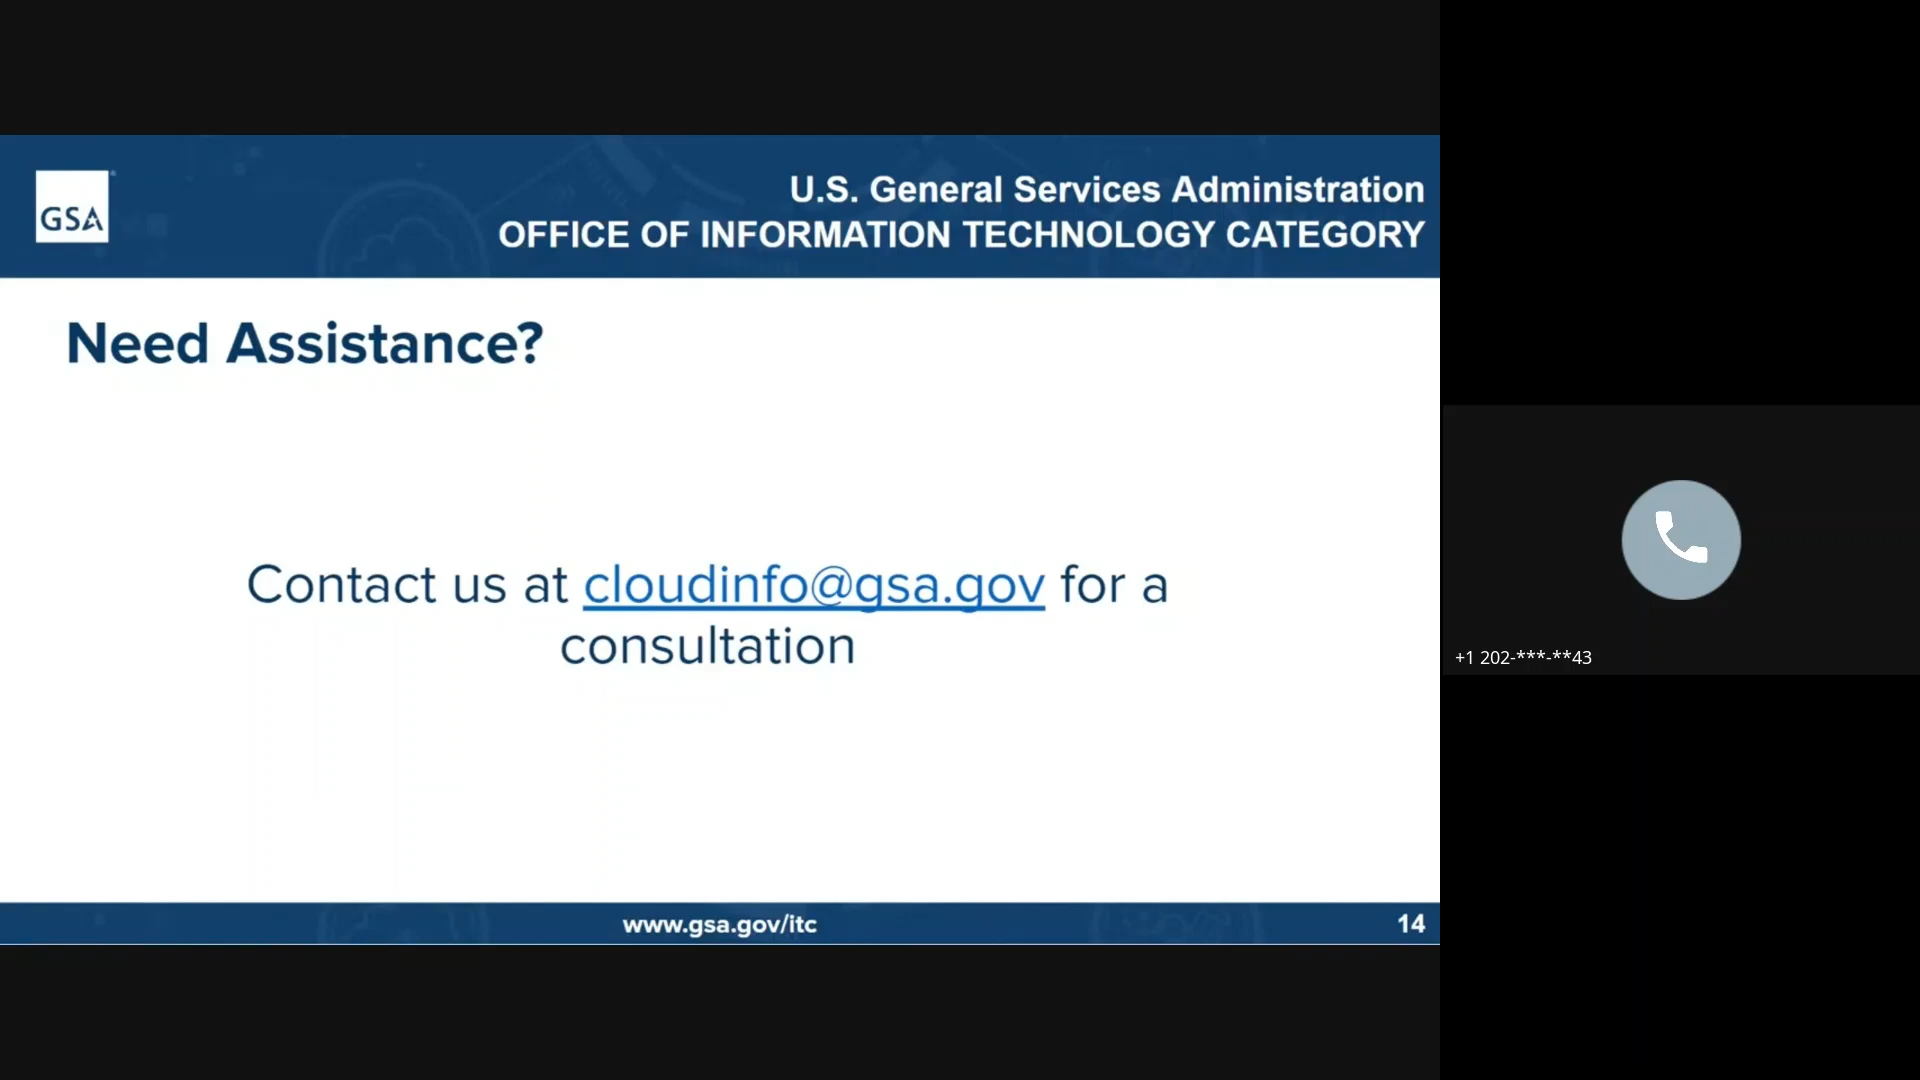 GSA
U.S. General Services Administration
OFFICE OF INFORMATION TECHNOLOGY CATEGORY
Need Assistance?
Contact us at cloudinfo@gsa.gov for a
consultation
+1 202-***-**43
www.gsa.gov/itc
14